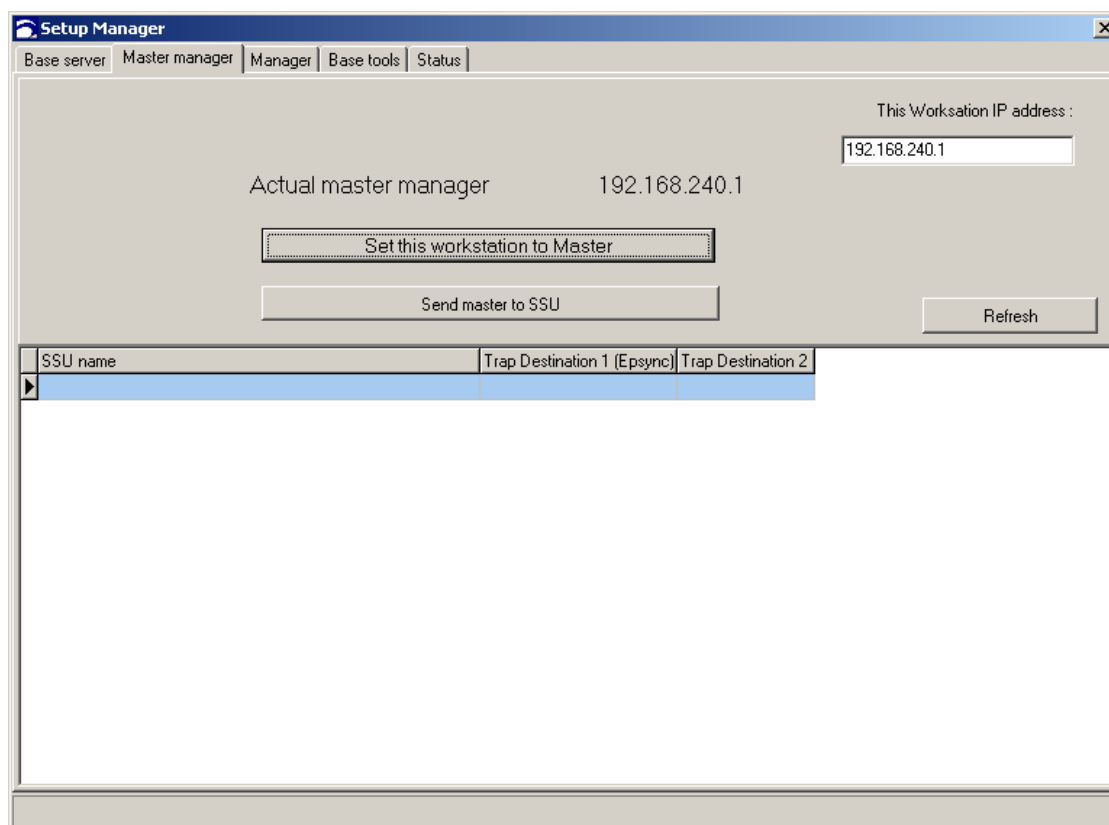 Setup Manager
Base server Master manager Manager Base tools Status
This Worksation IP address :
192.168.240.1
Actual master manager 192.168.240.1
Set this workstation to Master
Send master to SSU
Refresh
SSU name Trap Destination 1 (Epsync) Trap Destination 2